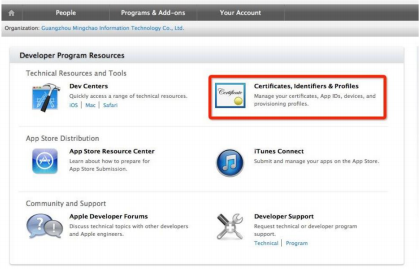 People
Programs & Add-ons
Your Account
Organization: Guangzhou Mingchao Information Technology Co., Ltd.
Developer Program Resources
Technical Resources and Tools
Dev Centers
Quickly access a range of technical resources.
iOS | Mac | Safari
Certificate
Certificates, Identifiers & Profiles
Manage your certificates, App IDs, devices, and
provisioning profiles.
App Store Distribution
App Store Resource Center
Learn about how to prepare for
App Store Submission.
iTunes Connect
Submit and manage your apps on the App Store.
Community and Support
Apple Developer Forums
Discuss technical topics with other developers
and Apple engineers.
Developer Support
Request technical or developer program
support.
Technical | Program